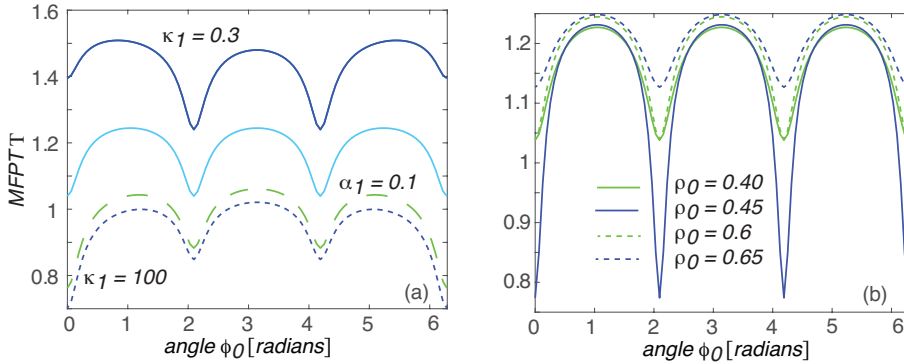 1.6
1.4
1.2
1
0.8
MFPT T
κ1 = 0.3
α1 = 0.1
κ1 = 100
(a)
0 1 2 3 4 5 6
angle ϕ0 [radians]
1.2
1.1
1
0.9
0.8
ρ0 = 0.40
ρ0 = 0.45
ρ0 = 0.6
ρ0 = 0.65
(b)
0 1 2 3 4 5 6
angle ϕ0 [radians]